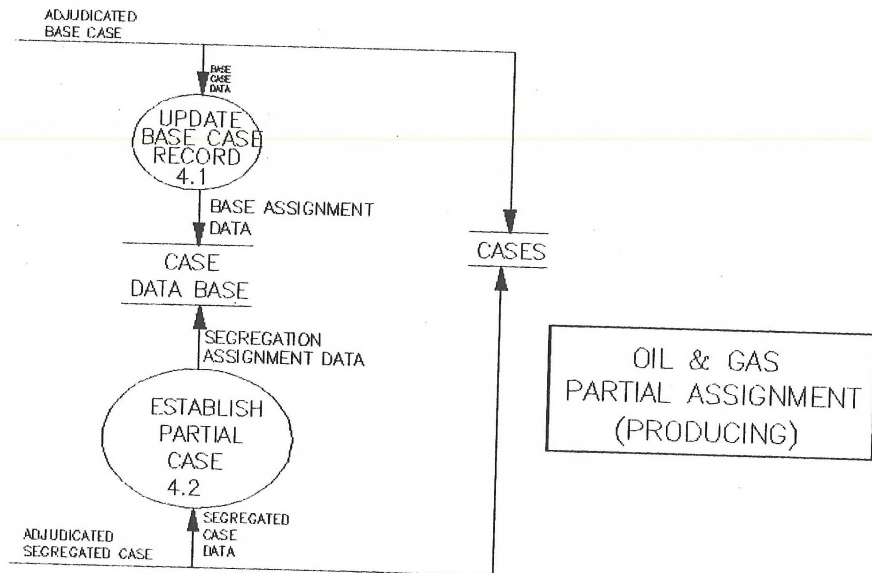 ADJUDICATED
BASE CASE
BASE
CASE
DATA
UPDATE
BASE CASE
RECORD
4.1
BASE ASSIGNMENT
DATA
CASE
DATA BASE
CASES
SEGREGATION
ASSIGNMENT DATA
OIL & GAS
PARTIAL ASSIGNMENT
(PRODUCING)
ESTABLISH
PARTIAL
CASE
4.2
SEGREGATED
CASE
DATA
ADJUDICATED
SEGREGATED CASE